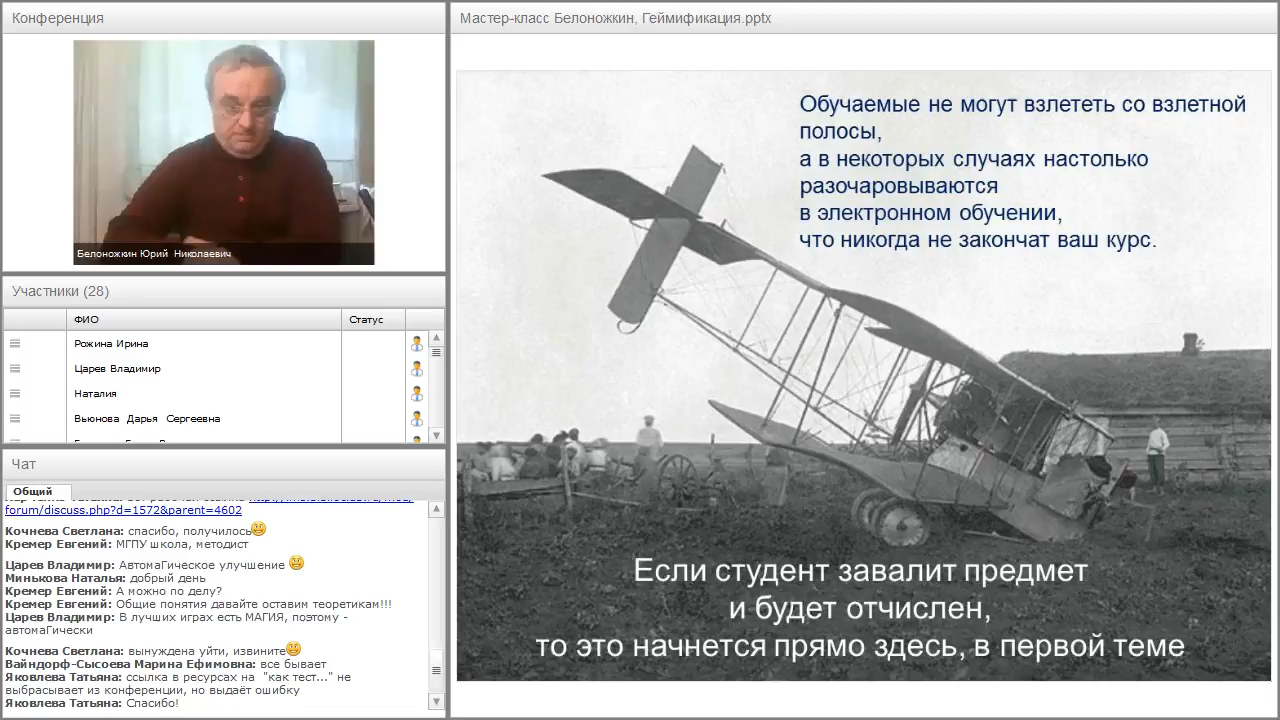 Конференция
Белоножкин Юрий Николаевич
Участники (28)
ФИО
Статус
Рожина Ирина
Царев Владимир
Наталия
Вьюнова Дарья Сергеевна
Чат
Общий
forum/discuss.php?d=1572&parent=4602
Кочнева Светлана: спасибо, получилось
Кремер Евгений: МГПУ школа, методист
Царев Владимир: АвтомаГическое улучшение
Минькова Наталья: добрый день
Кремер Евгений: А можно по делу?
Кремер Евгений: Общие понятия давайте оставим теоретикам!!!
Царев Владимир: В лучших играх есть МАГИЯ, поэтому -
автомаГически
Кочнева Светлана: вынуждена уйти, извините
Вайндорф-Сысоева Марина Ефимовна: все бывает
Яковлева Татьяна: ссылка в ресурсах на "как тест..." не
выбрасывает из конференции, но выдаёт ошибку
Яковлева Татьяна: Спасибо!
Мастер-класс Белоножкин, Геймификация.pptx
Обучаемые не могут взлететь со взлетной
полосы,
а в некоторых случаях настолько
разочаровываются
в электронном обучении,
что никогда не закончат ваш курс.
Если студент завалит предмет
и будет отчислен,
то это начнется прямо здесь, в первой теме